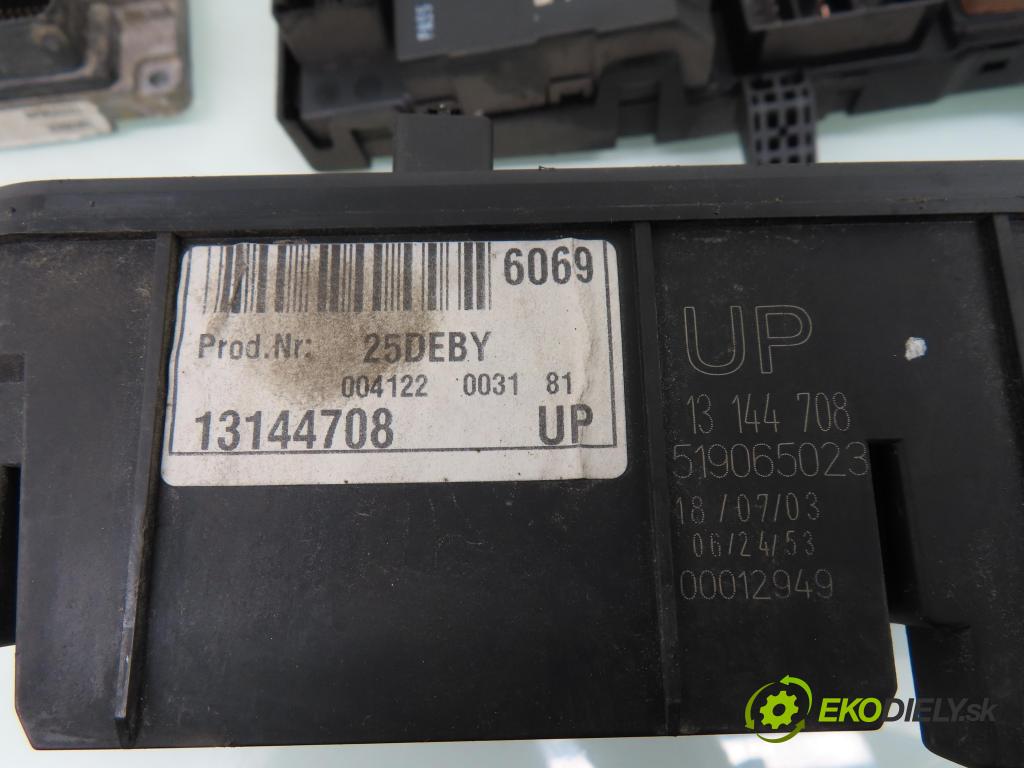 PASS
6069
Prod.Nr: 25DEBY
004122 0031 81
13144708 UP
UP
13 144 708
519065023
18/07/03
06/24/53
00012949
EKODIELY.sk